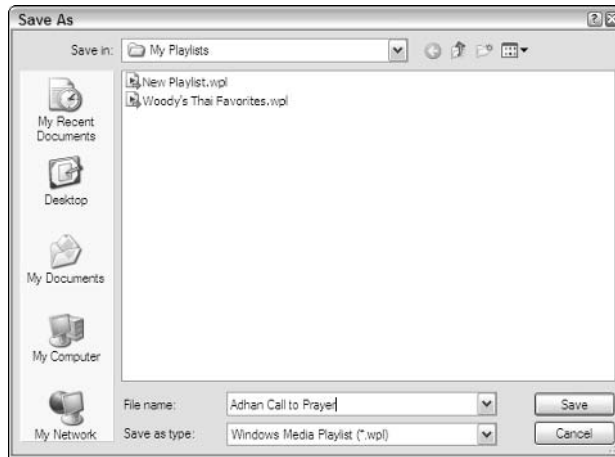 Save As
Save in: My Playlists
My Recent
Documents
Desktop
My Documents
My Computer
My Network
New Playlist.wpl
Woody's Thai Favorites.wpl
File name: Adhan Call to Prayer
Save
Save as type: Windows Media Playlist (*.wpl)
Cancel